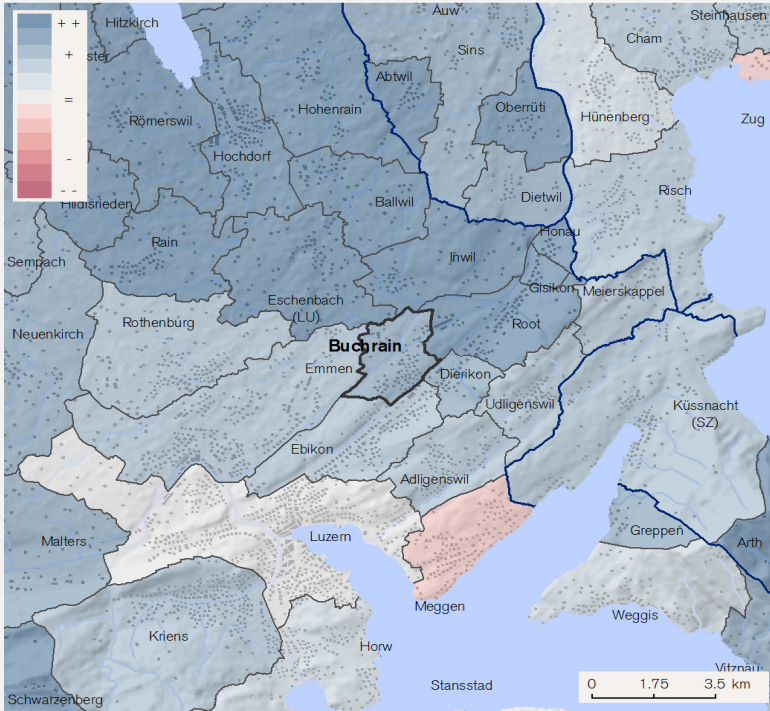 + +
+
=
-
- -
Hitzkirch
Auw
Steinhausen
Cham
ster
Sins
Abtwil
Hohenrain
Oberrüti
Römerswil
Hünenberg
Zug
Hochdorf
Risch
Ballwil
Dietwil
Hildisrieden
Honau
Rain
Sempach
Inwil
Gisikon
Meierskappel
Eschenbach
(LU)
Rothenburg
Root
Neuenkirch
Buchrain
Emmen
Dierikon
Udligenswil
Küssnacht
(SZ)
Ebikon
Adligenswil
Luzern
Greppen
Malters
Arth
Meggen
Weggis
Kriens
Horw
Vitznau
Stansstad
Schwarzenberg
0 1.75 3.5 km